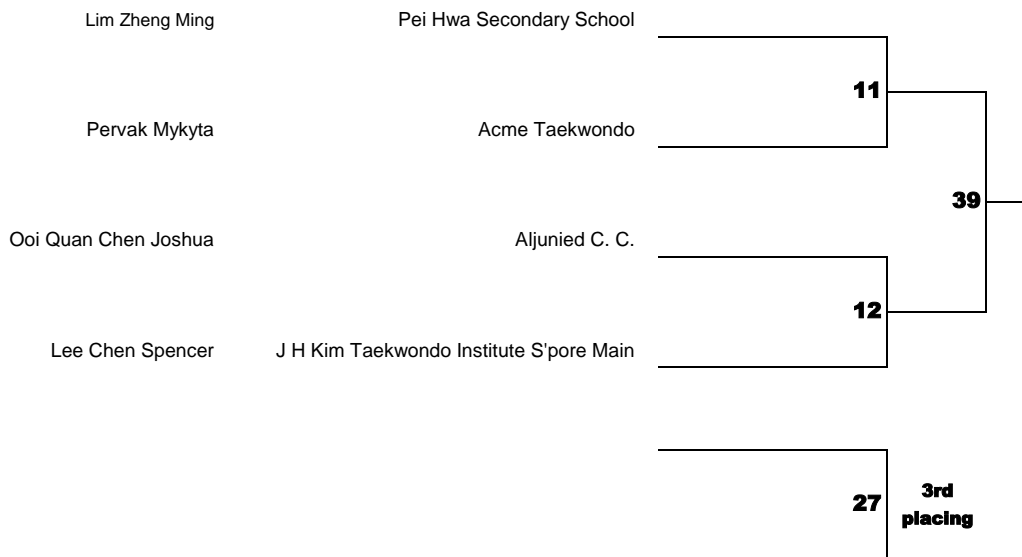 Lim Zheng Ming Pei Hwa Secondary School
11
Pervak Mykyta Acme Taekwondo
39
Ooi Quan Chen Joshua Aljunied C. C.
12
Lee Chen Spencer J H Kim Taekwondo Institute S'pore Main
27 3rd
placing